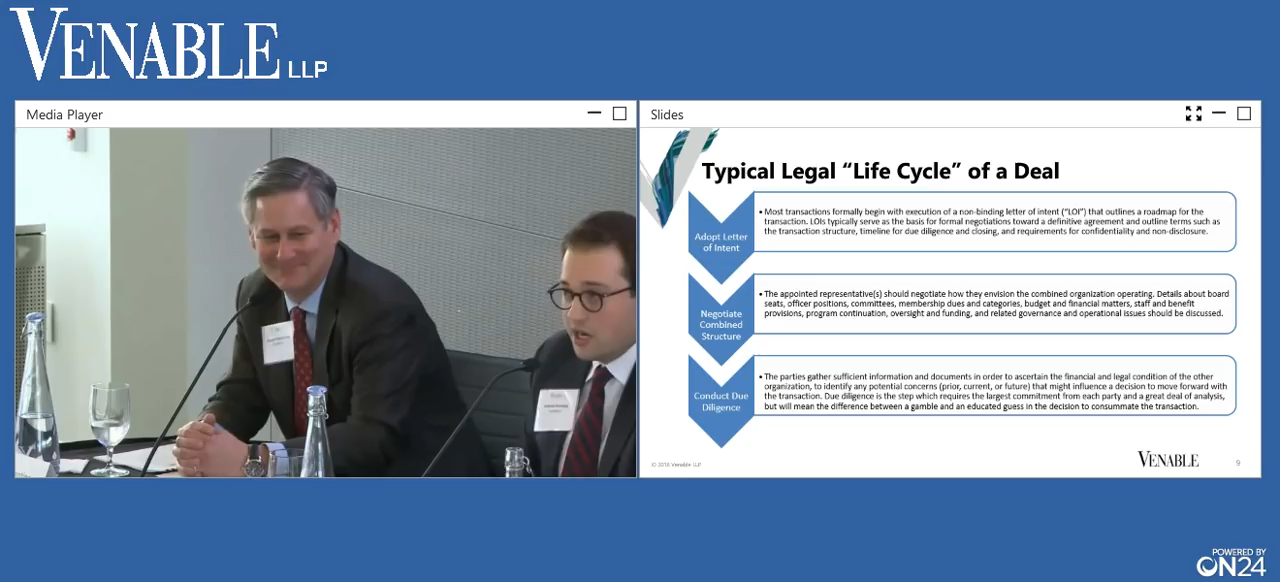 VENABLE LLP
Media Player
Slides
Typical Legal “Life Cycle” of a Deal
Adopt Letter
of Intent
• Most transactions formally begin with execution of a non-binding letter of intent (“LOI”) that outlines a roadmap for the
transaction. LOIs typically serve as the basis for formal negotiations toward a definitive agreement and outline terms such as
the transaction structure, timeline for due diligence and closing, and requirements for confidentiality and non-disclosure.
Negotiate
Combined
Structure
• The appointed representative(s) should negotiate how they envision the combined organization operating. Details about board
seats, officer positions, committees, membership dues and categories, budget and financial matters, staff and benefit
provisions, program continuation, oversight and funding, and related governance and operational issues should be discussed.
Conduct Due
Diligence
• The parties gather sufficient information and documents in order to ascertain the financial and legal condition of the other
organization, to identify any potential concerns (prior, current, or future) that might influence a decision to move forward with
the transaction. Due diligence is the step which requires the largest commitment from each party and a great deal of analysis,
but will mean the difference between a gamble and an educated guess in the decision to consummate the transaction.
© 2018 Venable LLP
VENABLE
9
POWERED BY
ON24